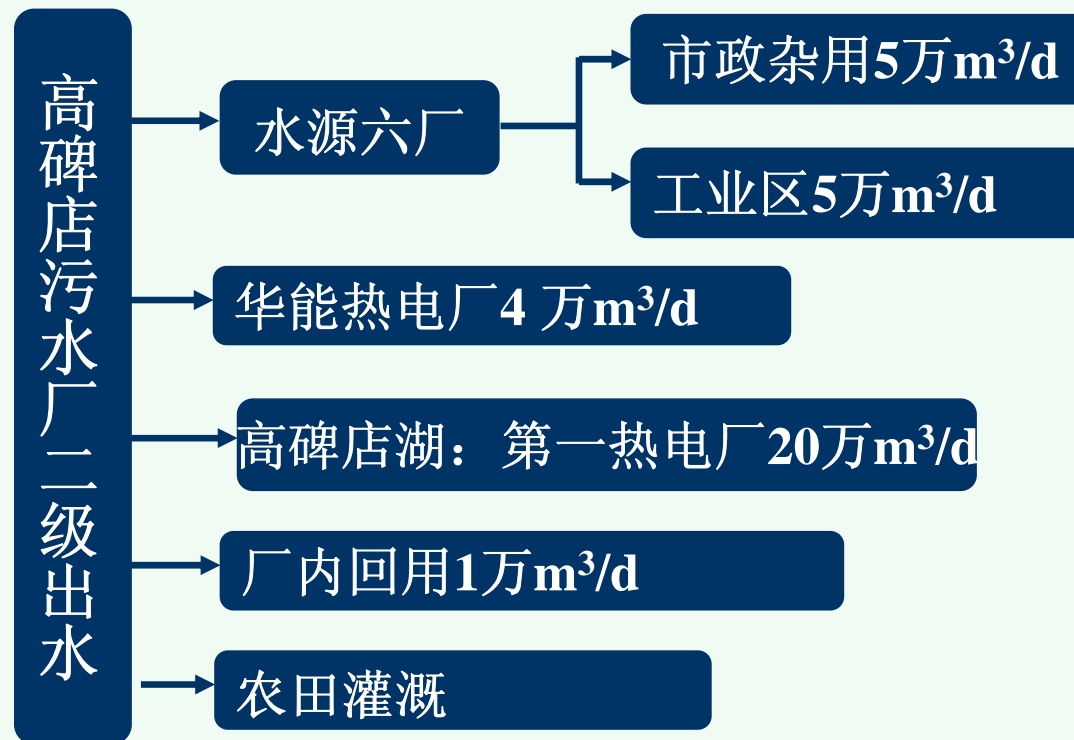 高碑店污水厂二级出水
水源六厂
市政杂用5万m³/d
工业区5万m³/d
华能热电厂4 万m³/d
高碑店湖：第一热电厂20万m³/d
厂内回用1万m³/d
农田灌溉